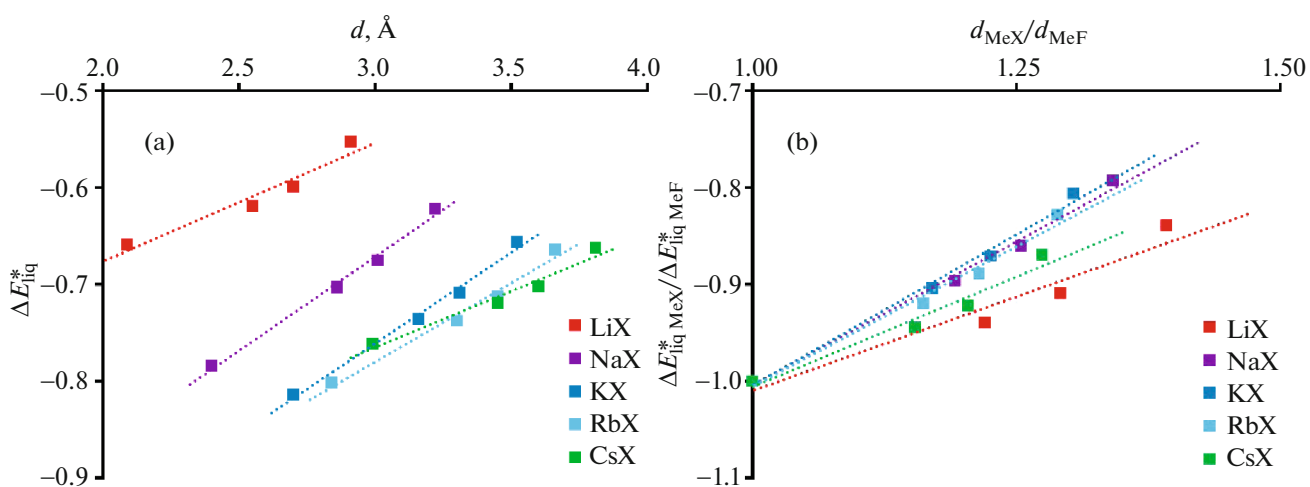 d, Å
2.0 2.5 3.0 3.5 4.0
−0.5
−0.6
−0.7
−0.8
−0.9
ΔE*liq
(a)
LiX
NaX
KX
RbX
CsX
dMeX/dMeF
1.00 1.25 1.50
−0.7
−0.8
−0.9
−1.0
−1.1
ΔE*liq MeX/ΔE*liq MeF
(b)
LiX
NaX
KX
RbX
CsX